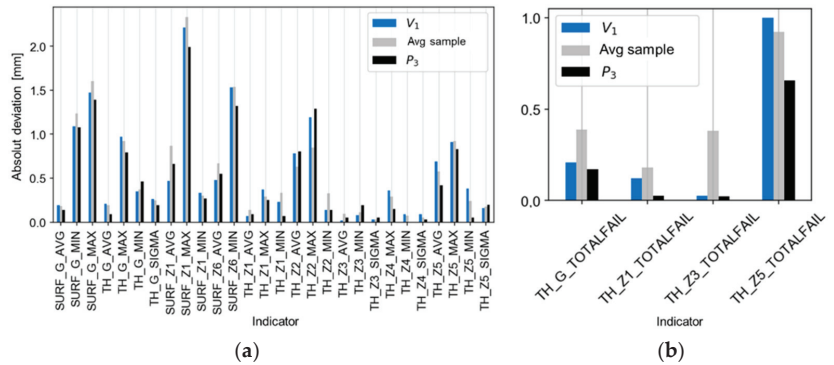 Absolut deviation [mm]
2.0
1.5
1.0
0.5
0.0
V1
Avg sample
P3
SURF_G_AVG
SURF_G_MIN
SURF_G_MAX
TH_G_AVG
TH_G_MAX
TH_G_MIN
TH_G_SIGMA
SURF_Z1_AVG
SURF_Z1_MAX
SURF_Z1_MIN
SURF_Z6_AVG
SURF_Z6_MIN
TH_Z1_AVG
TH_Z1_MAX
TH_Z1_MIN
TH_Z2_AVG
TH_Z2_MAX
TH_Z2_MIN
TH_Z3_AVG
TH_Z3_MIN
TH_Z3_SIGMA
TH_Z4_MAX
TH_Z4_MIN
TH_Z4_SIGMA
TH_Z5_AVG
TH_Z5_MAX
TH_Z5_MIN
TH_Z5_SIGMA
Indicator
(a)
1.0
0.5
0.0
V1
Avg sample
P3
TH_G_TOTALFAIL
TH_Z1_TOTALFAIL
TH_Z3_TOTALFAIL
TH_Z5_TOTALFAIL
Indicator
(b)